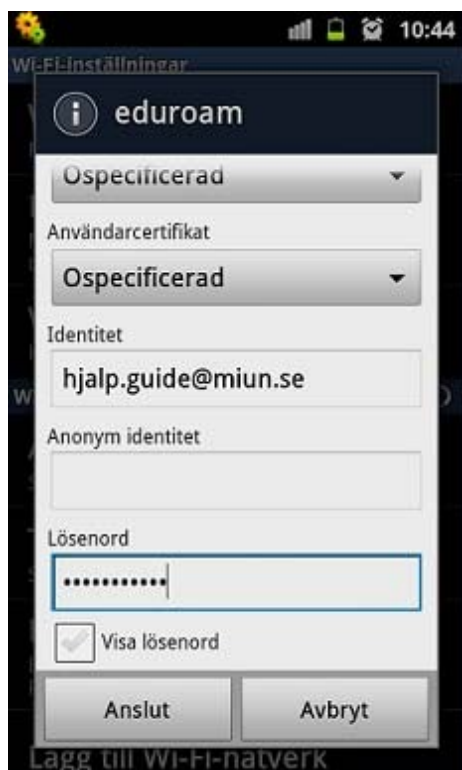 10:44
Wi-Fi-inställningar
eduroam
Ospecificerad
Användarcertifikat
Ospecificerad
Identitet
hjalp.guide@miun.se
Anonym identitet
Lösenord
•••••••••••
Visa lösenord
Anslut
Avbryt
Lägg till Wi-Fi-nätverk